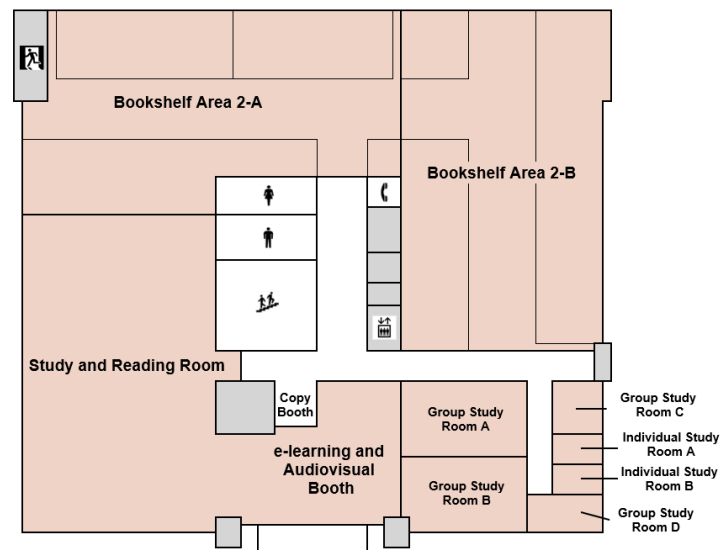 Bookshelf Area 2-A
Bookshelf Area 2-B
Study and Reading Room
Copy
Booth
e-learning and
Audiovisual
Booth
Group Study
Room A
Group Study
Room B
Group Study
Room C
Individual Study
Room A
Individual Study
Room B
Group Study
Room D